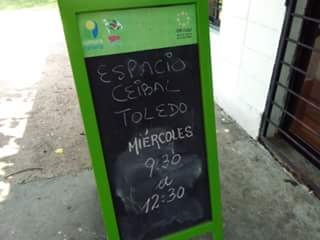 ESPACIO
CEIBAL
TOLEDO
MIÉRCOLES
9:30
a
12:30